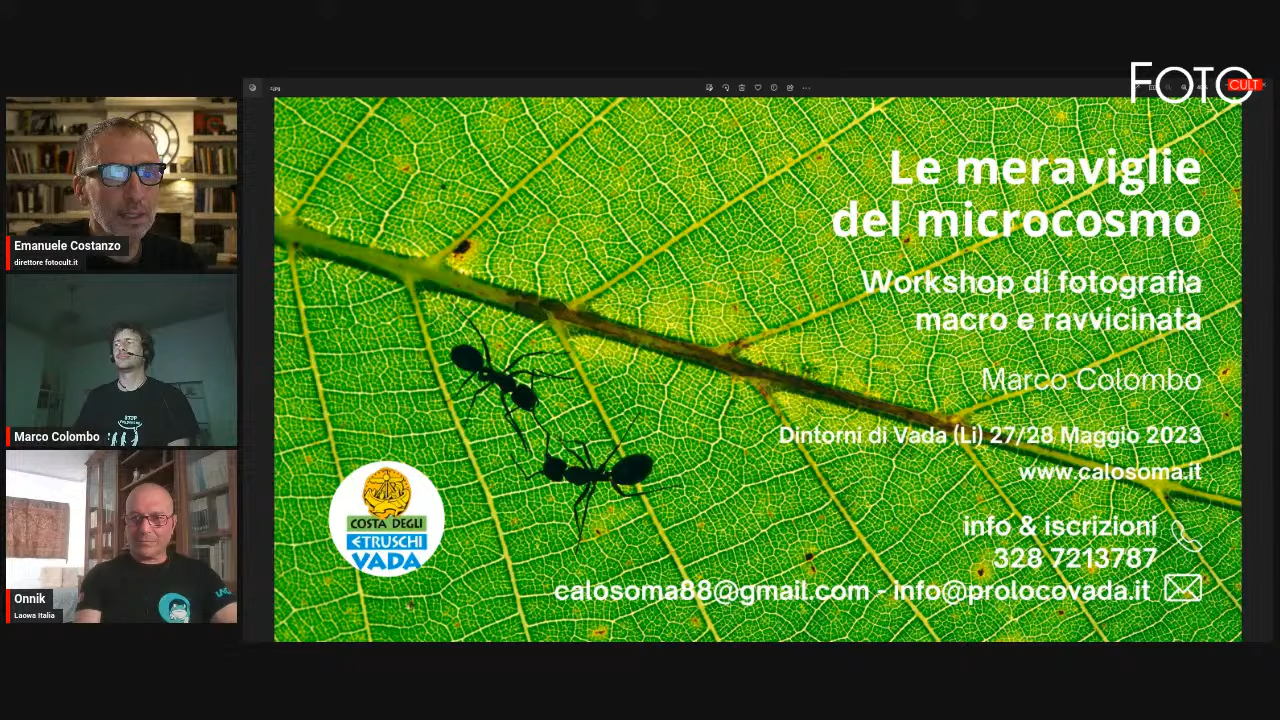 FOTO CULT
Emanuele Costanzo
direttore fotocult.it
Marco Colombo
STOP
Onnik
Laowa Italia
Le meraviglie
del microcosmo
Workshop di fotografia
macro e ravvicinata
Marco Colombo
Dintorni di Vada (Li) 27/28 Maggio 2023
www.calosoma.it
info & iscrizioni
328 7213787
calosoma88@gmail.com - info@prolocovada.it
COSTA DEGLI
ETRUSCHI
VADA